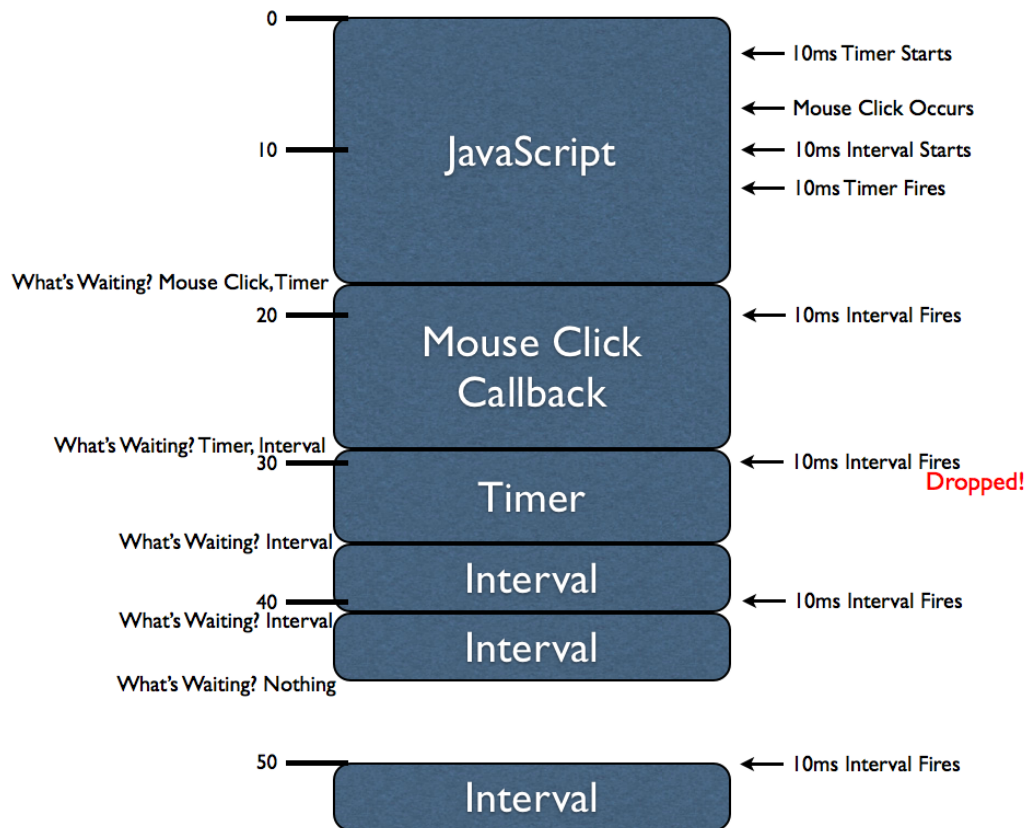 0
10ms Timer Starts
Mouse Click Occurs
10
JavaScript
10ms Interval Starts
10ms Timer Fires
What's Waiting? Mouse Click, Timer
20
10ms Interval Fires
Mouse Click
Callback
What's Waiting? Timer, Interval
30
10ms Interval Fires
Dropped!
Timer
What's Waiting? Interval
Interval
40
10ms Interval Fires
What's Waiting? Interval
Interval
What's Waiting? Nothing
50
10ms Interval Fires
Interval